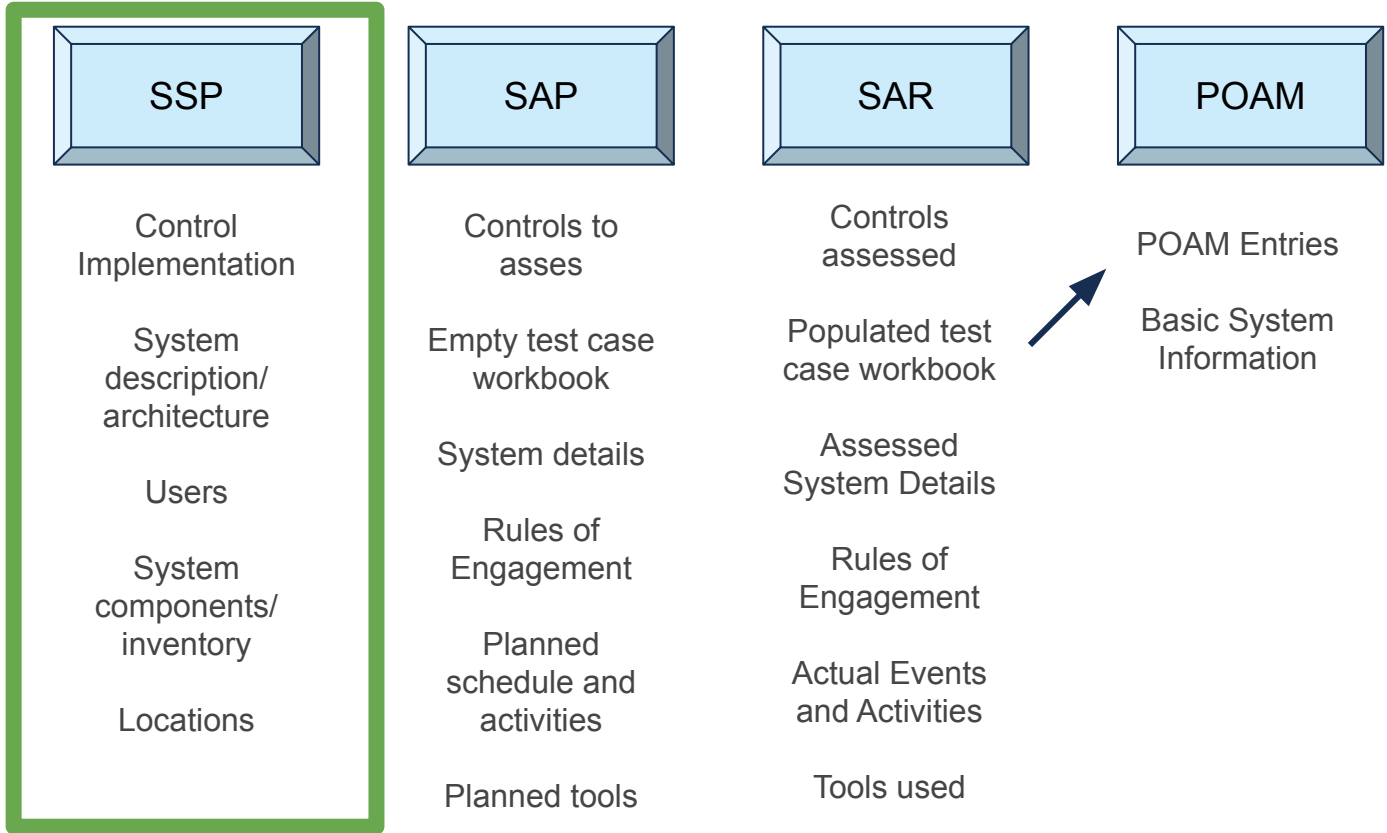 SSP
Control
Implementation
System
description/
architecture
Users
System
components/
inventory
Locations
SAP
Controls to
asses
Empty test case
workbook
System details
Rules of
Engagement
Planned
schedule and
activities
Planned tools
SAR
Controls
assessed
Populated test
case workbook
Assessed
System Details
Rules of
Engagement
Actual Events
and Activities
Tools used
POAM
POAM Entries
Basic System
Information